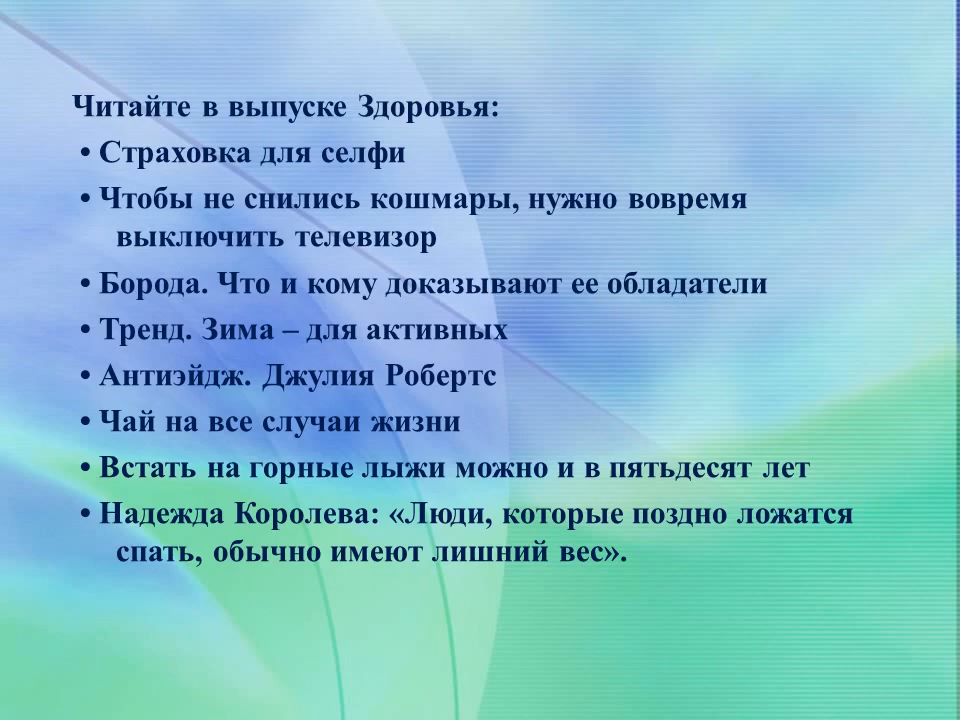 Читайте в выпуске Здоровья:
• Страховка для селфи
• Чтобы не снились кошмары, нужно вовремя
выключить телевизор
• Борода. Что и кому доказывают ее обладатели
• Тренд. Зима – для активных
• Антиэйдж. Джулия Робертс
• Чай на все случаи жизни
• Встать на горные лыжи можно и в пятьдесят лет
• Надежда Королева: «Люди, которые поздно ложатся
спать, обычно имеют лишний вес».